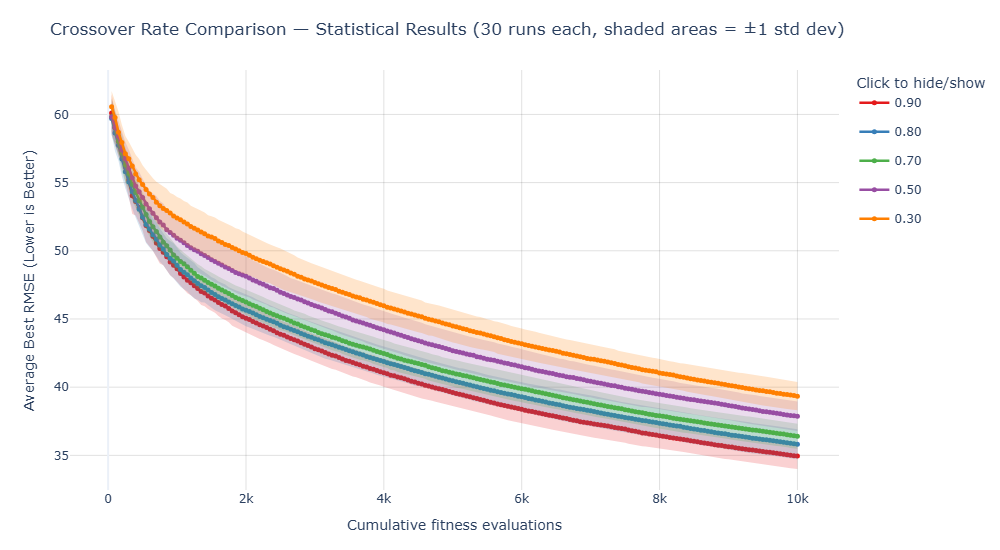 Crossover Rate Comparison — Statistical Results (30 runs each, shaded areas = ±1 std dev)
Click to hide/show
0.90
0.80
0.70
0.50
0.30
Average Best RMSE (Lower is Better)
60
55
50
45
40
35
0
2k
4k
6k
8k
10k
Cumulative fitness evaluations